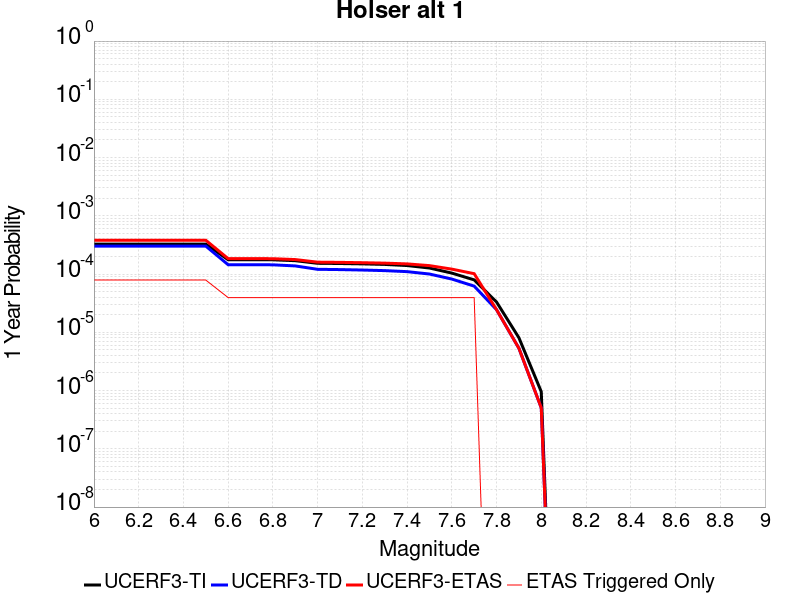 Holser alt 1
10 0
10 -1
10 -2
10 -3
10 -4
10 -5
10 -6
10 -7
10 -8
1 Year Probability
6 6.2 6.4 6.6 6.8 7 7.2 7.4 7.6 7.8 8 8.2 8.4 8.6 8.8 9
Magnitude
UCERF3-TI UCERF3-TD UCERF3-ETAS ETAS Triggered Only